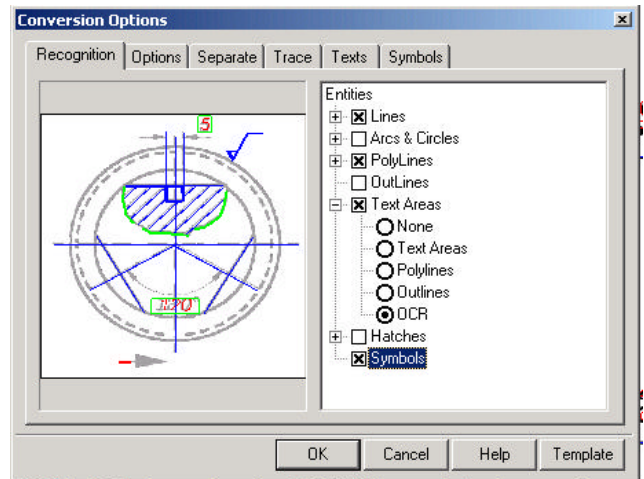 Conversion Options
Recognition Options Separate Trace Texts Symbols
Entities
Lines
Arcs & Circles
PolyLines
OutLines
Text Areas
None
Text Areas
Polylines
Outlines
OCR
Hatches
Symbols
5
OK Cancel Help Template